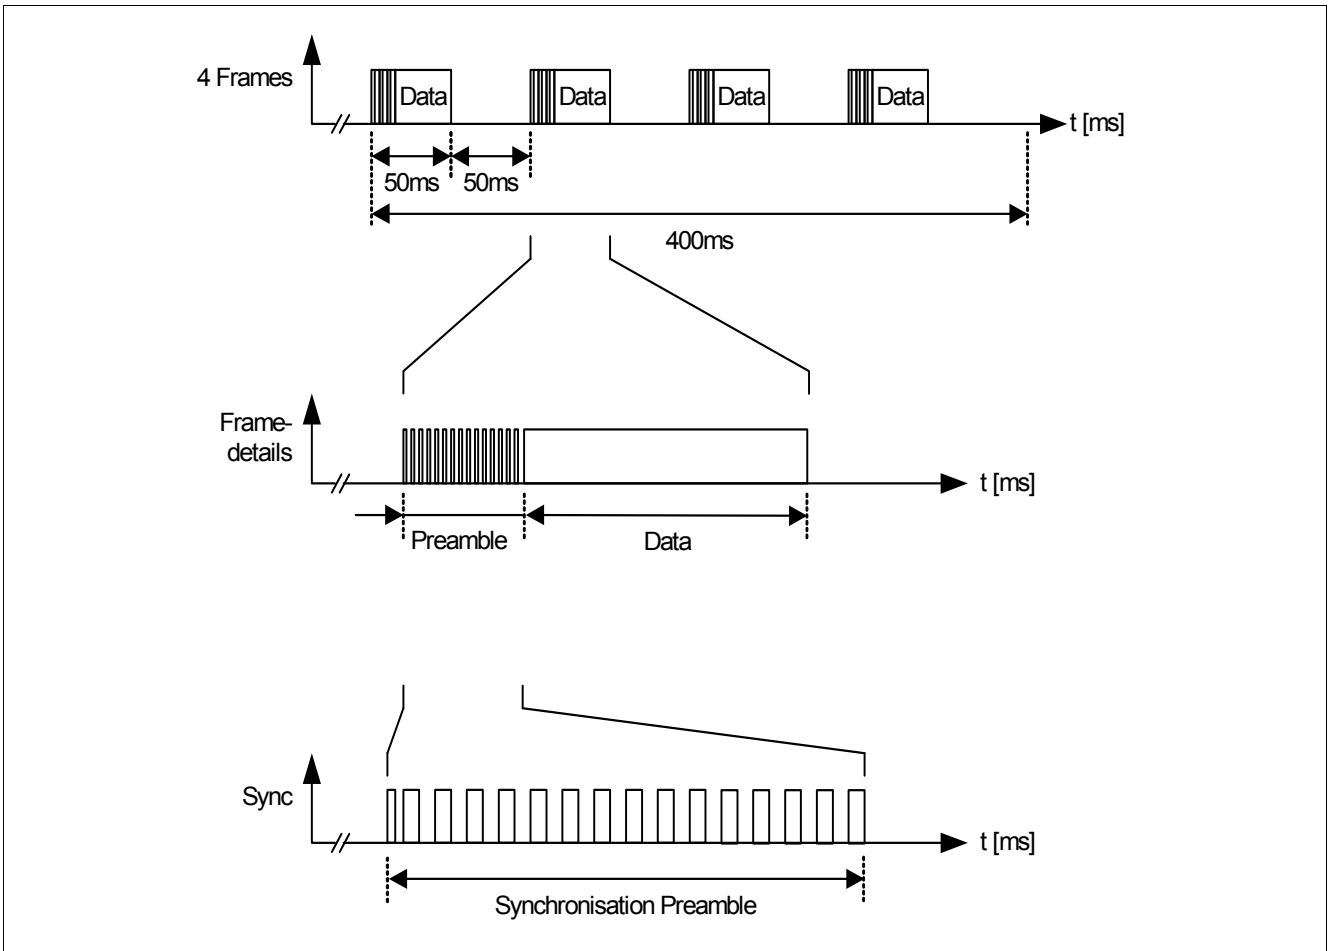 4 Frames
Data Data Data Data
t [ms]
50ms 50ms
400ms
Frame-
details
t [ms]
Preamble Data
Sync
t [ms]
Synchronisation Preamble